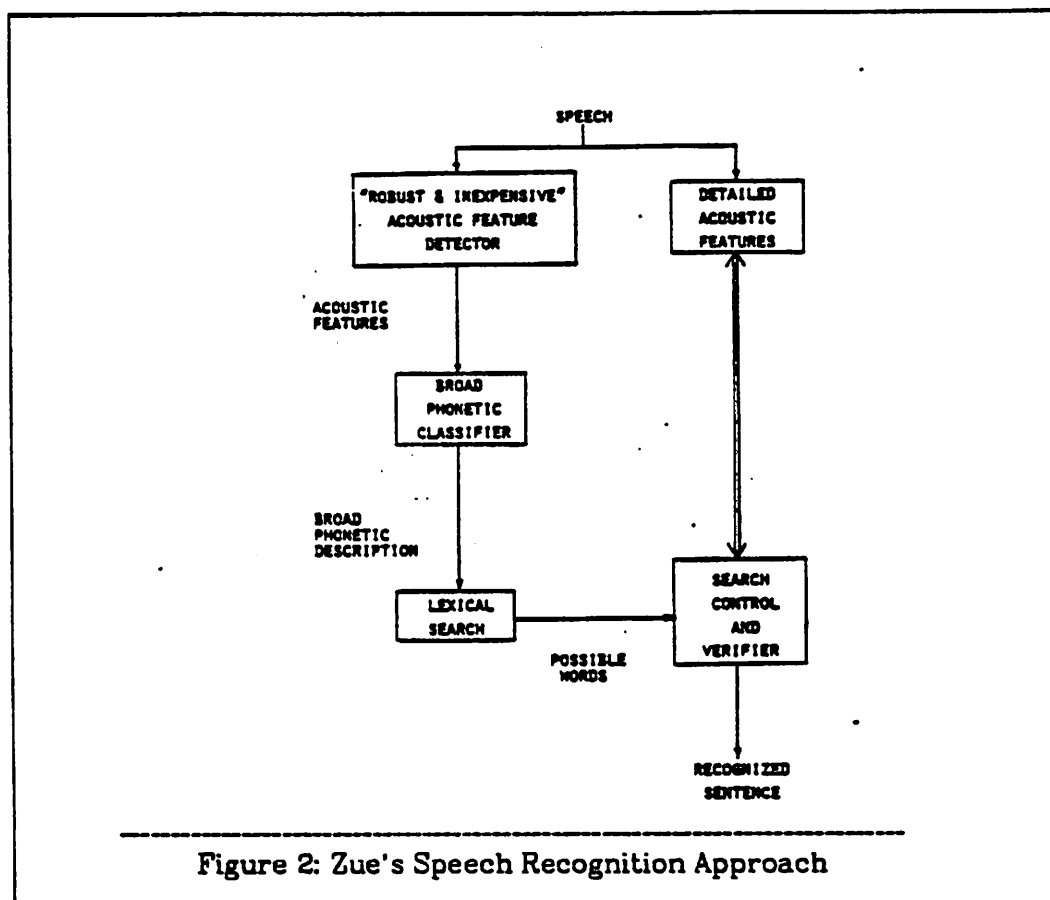 SPEECH
"ROBUST & INEXPENSIVE"
ACOUSTIC FEATURE
DETECTOR
DETAILED
ACOUSTIC
FEATURES
ACOUSTIC
FEATURES
BROAD
PHONETIC
CLASSIFIER
BROAD
PHONETIC
DESCRIPTION
LEXICAL
SEARCH
POSSIBLE
WORDS
SEARCH
CONTROL
AND
VERIFIER
RECOGNIZED
SENTENCE
Figure 2: Zue's Speech Recognition Approach